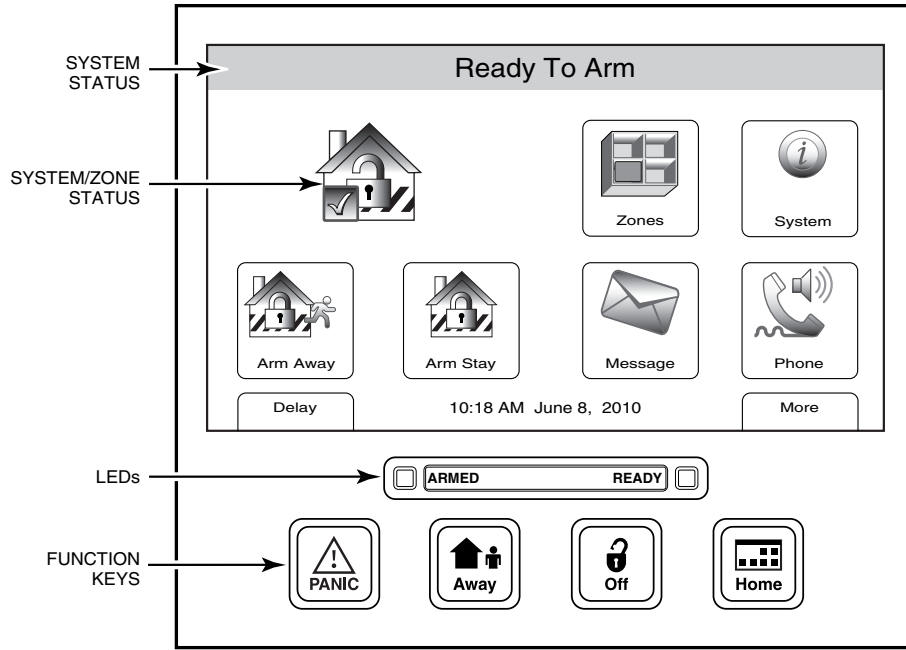 SYSTEM
STATUS
Ready To Arm
SYSTEM/ZONE
STATUS
Zones
System
Arm Away
Arm Stay
Message
Phone
Delay
10:18 AM June 8, 2010
More
LEDs
ARMED
READY
FUNCTION
KEYS
PANIC
Away
Off
Home